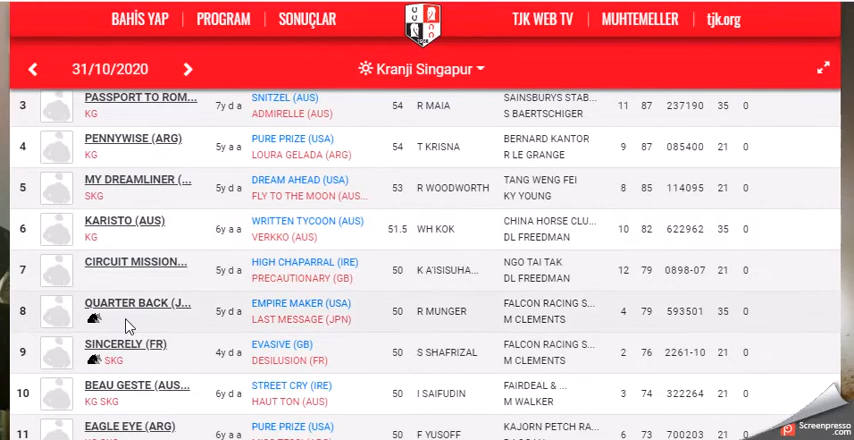 BAHİS YAP | PROGRAM | SONUÇLAR TJK WEB TV | MUHTEMELLER | tjk.org
31/10/2020 Kranji Singapur
3 PASSPORT TO ROM... 7y d a SNITZEL (AUS) 54 R MAIA SAINSBURYS STAB... 11 87 237190 35 0
KG ADMIRELLE (AUS) S BAERTSCHIGER
4 PENNYWISE (ARG) 5y a a PURE PRIZE (USA) 54 T KRISNA BERNARD KANTOR 9 87 085400 21 0
KG LOURA GELADA (ARG) R LE GRANGE
5 MY DREAMLINER (... 5y d a DREAM AHEAD (USA) 53 R WOODWORTH TANG WENG FEI 8 85 114095 21 0
SKG FLY TO THE MOON (AUS... KY YOUNG
6 KARISTO (AUS) 6y a a WRITTEN TYCOON (AUS) 51.5 WH KOK CHINA HORSE CLU... 10 82 622962 35 0
KG VERKKO (AUS) DL FREEDMAN
7 CIRCUIT MISSION... 5y d a HIGH CHAPARRAL (IRE) 50 K A'ISISUHA... NGO TAI TAK 12 79 0898-07 21 0
PRECAUTIONARY (GB) DL FREEDMAN
8 QUARTER BACK (J... 5y d a EMPIRE MAKER (USA) 50 R MUNGER FALCON RACING S... 4 79 593501 35 0
LAST MESSAGE (JPN) M CLEMENTS
9 SINCERELY (FR) 4y d a EVASIVE (GB) 50 S SHAFRIZAL FALCON RACING S... 2 76 2261-10 21 0
SKG DESILUSION (FR) M CLEMENTS
10 BEAU GESTE (AUS... 6y d a STREET CRY (IRE) 50 I SAIFUDIN FAIRDEAL & ... 3 74 322264 21 0
KG SKG HAUT TON (AUS) M WALKER
11 EAGLE EYE (ARG) 6y a a PURE PRIZE (USA) 50 F YUSOFF KAJORN PETCH RA... 6 73 700203 21 0
Screenpresso
.com